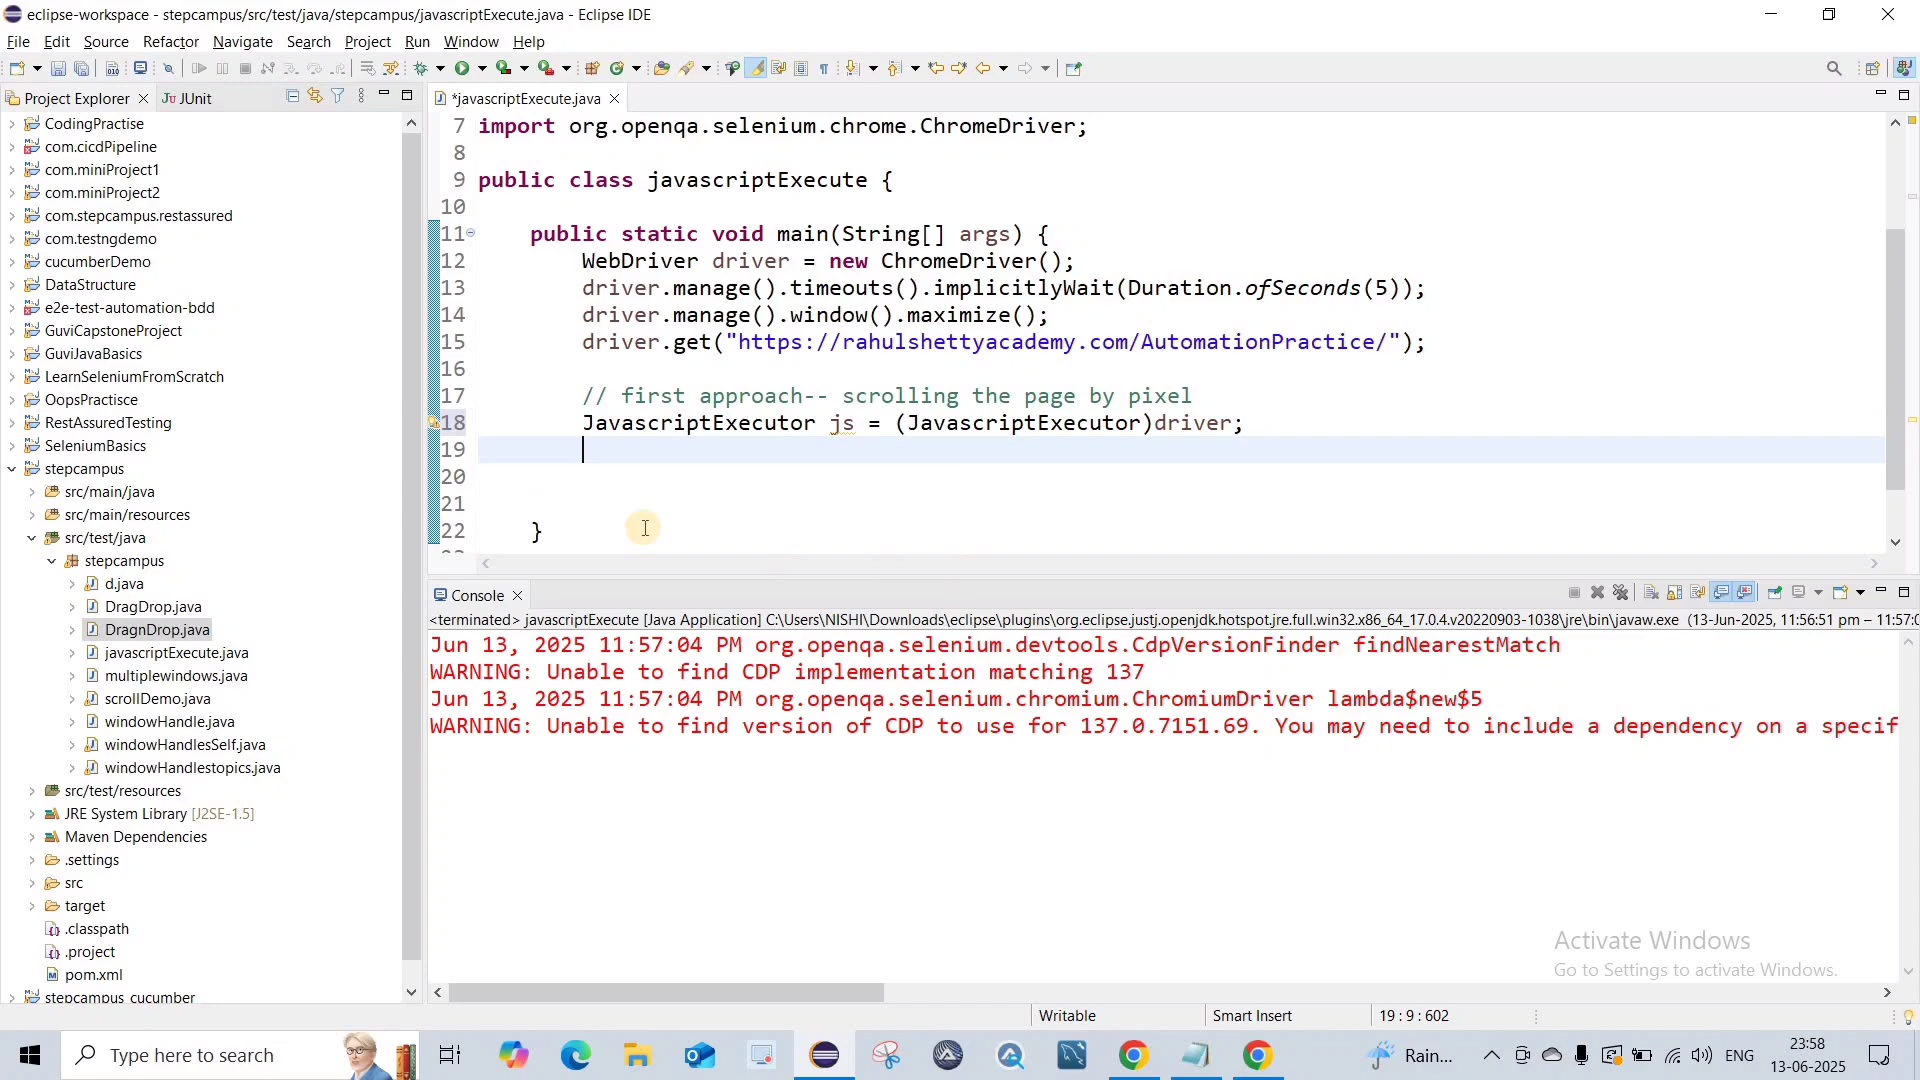 eclipse-workspace - stepcampus/src/test/java/stepcampus/javascriptExecute.java - Eclipse IDE
File Edit Source Refactor Navigate Search Project Run Window Help
Project Explorer
JUnit
*javascriptExecute.java
CodingPractise
com.cicdPipeline
com.miniProject1
com.miniProject2
com.stepcampus.restassured
com.testngdemo
cucumberDemo
DataStructure
e2e-test-automation-bdd
GuviCapstoneProject
GuviJavaBasics
LearnSeleniumFromScratch
OopsPractisce
RestAssuredTesting
SeleniumBasics
stepcampus
src/main/java
src/main/resources
src/test/java
stepcampus
d.java
DragDrop.java
DragnDrop.java
javascriptExecute.java
multiplewindows.java
scrollDemo.java
windowHandle.java
windowHandlesSelf.java
windowHandlestopics.java
src/test/resources
JRE System Library [J2SE-1.5]
Maven Dependencies
.settings
src
target
.classpath
.project
pom.xml
stepcampus_cucumber
7 import org.openqa.selenium.chrome.ChromeDriver;
8
9 public class javascriptExecute {
10
11 public static void main(String[] args) {
12 WebDriver driver = new ChromeDriver();
13 driver.manage().timeouts().implicitlyWait(Duration.ofSeconds(5));
14 driver.manage().window().maximize();
15 driver.get("https://rahulshettyacademy.com/AutomationPractice/");
16
17 // first approach-- scrolling the page by pixel
18 JavascriptExecutor js = (JavascriptExecutor)driver;
19
20
21
22 }
Console
<terminated> javascriptExecute [Java Application] C:\Users\NISHI\Downloads\eclipse\plugins\org.eclipse.justj.openjdk.hotspot.jre.full.win32.x86_64_17.0.4.v20220903-1038\jre\bin\javaw.exe (13-Jun-2025, 11:56:51 pm – 11:57:0
Jun 13, 2025 11:57:04 PM org.openqa.selenium.devtools.CdpVersionFinder findNearestMatch
WARNING: Unable to find CDP implementation matching 137
Jun 13, 2025 11:57:04 PM org.openqa.selenium.chromium.ChromiumDriver lambda$new$5
WARNING: Unable to find version of CDP to use for 137.0.7151.69. You may need to include a dependency on a specif
Activate Windows
Go to Settings to activate Windows.
Writable
Smart Insert
19 : 9 : 602
Type here to search
Rain...
ENG
23:58
13-06-2025